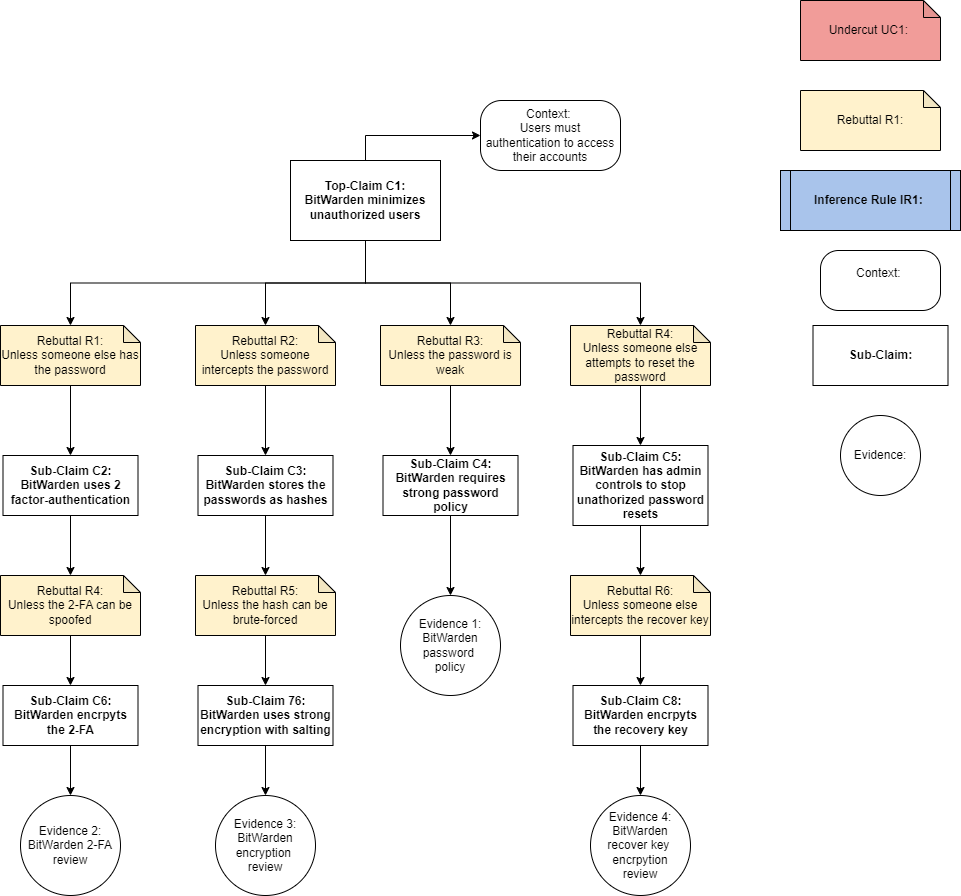 Undercut UC1:
Rebuttal R1:
Inference Rule IR1:
Context:
Sub-Claim:
Evidence:
Context:
Users must
authentication to access
their accounts
Top-Claim C1:
BitWarden minimizes
unauthorized users
Rebuttal R1:
Unless someone else has
the password
Rebuttal R2:
Unless someone
intercepts the password
Rebuttal R3:
Unless the password is
weak
Rebuttal R4:
Unless someone else
attempts to reset the
password
Sub-Claim C2:
BitWarden uses 2
factor-authentication
Sub-Claim C3:
BitWarden stores the
passwords as hashes
Sub-Claim C4:
BitWarden requires
strong password
policy
Sub-Claim C5:
BitWarden has admin
controls to stop
unathorized password
resets
Rebuttal R4:
Unless the 2-FA can be
spoofed
Rebuttal R5:
Unless the hash can be
brute-forced
Evidence 1:
BitWarden
password
policy
Rebuttal R6:
Unless someone else
intercepts the recover key
Sub-Claim C6:
BitWarden encrpyts
the 2-FA
Sub-Claim 76:
BitWarden uses strong
encryption with salting
Sub-Claim C8:
BitWarden encrpyts
the recovery key
Evidence 2:
BitWarden 2-FA
review
Evidence 3:
BitWarden
encryption
review
Evidence 4:
BitWarden
recover key
encrpytion
review